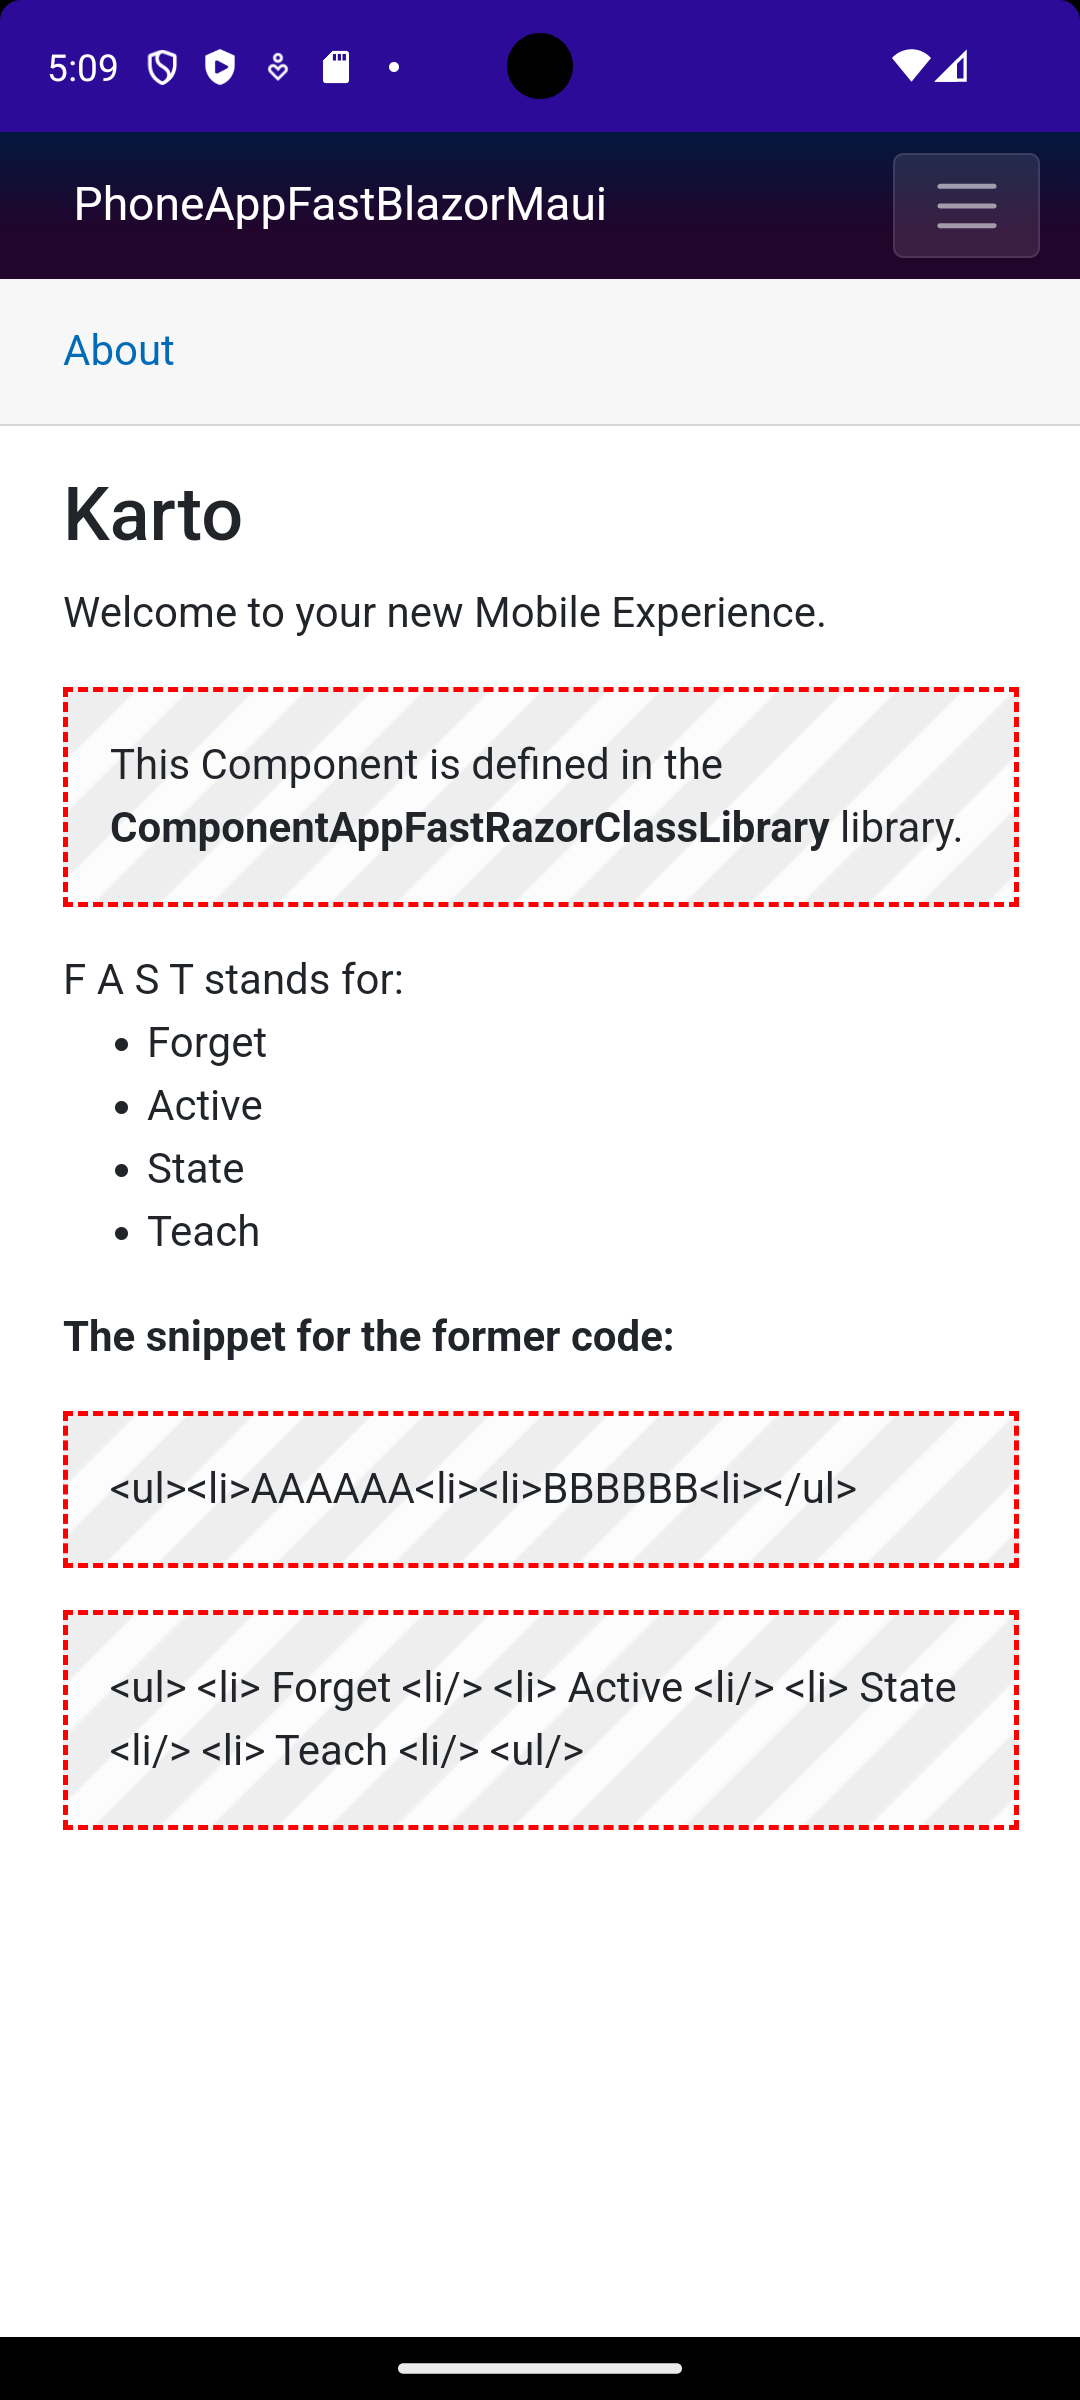 5:09
PhoneAppFastBlazorMaui
About
Karto
Welcome to your new Mobile Experience.
This Component is defined in the
ComponentAppFastRazorClassLibrary library.
F A S T stands for:
• Forget
• Active
• State
• Teach
The snippet for the former code:
<ul><li>AAAAAA<li><li>BBBBBB<li></ul>
<ul> <li> Forget <li/> <li> Active <li/> <li> State
<li/> <li> Teach <li/> <ul/>